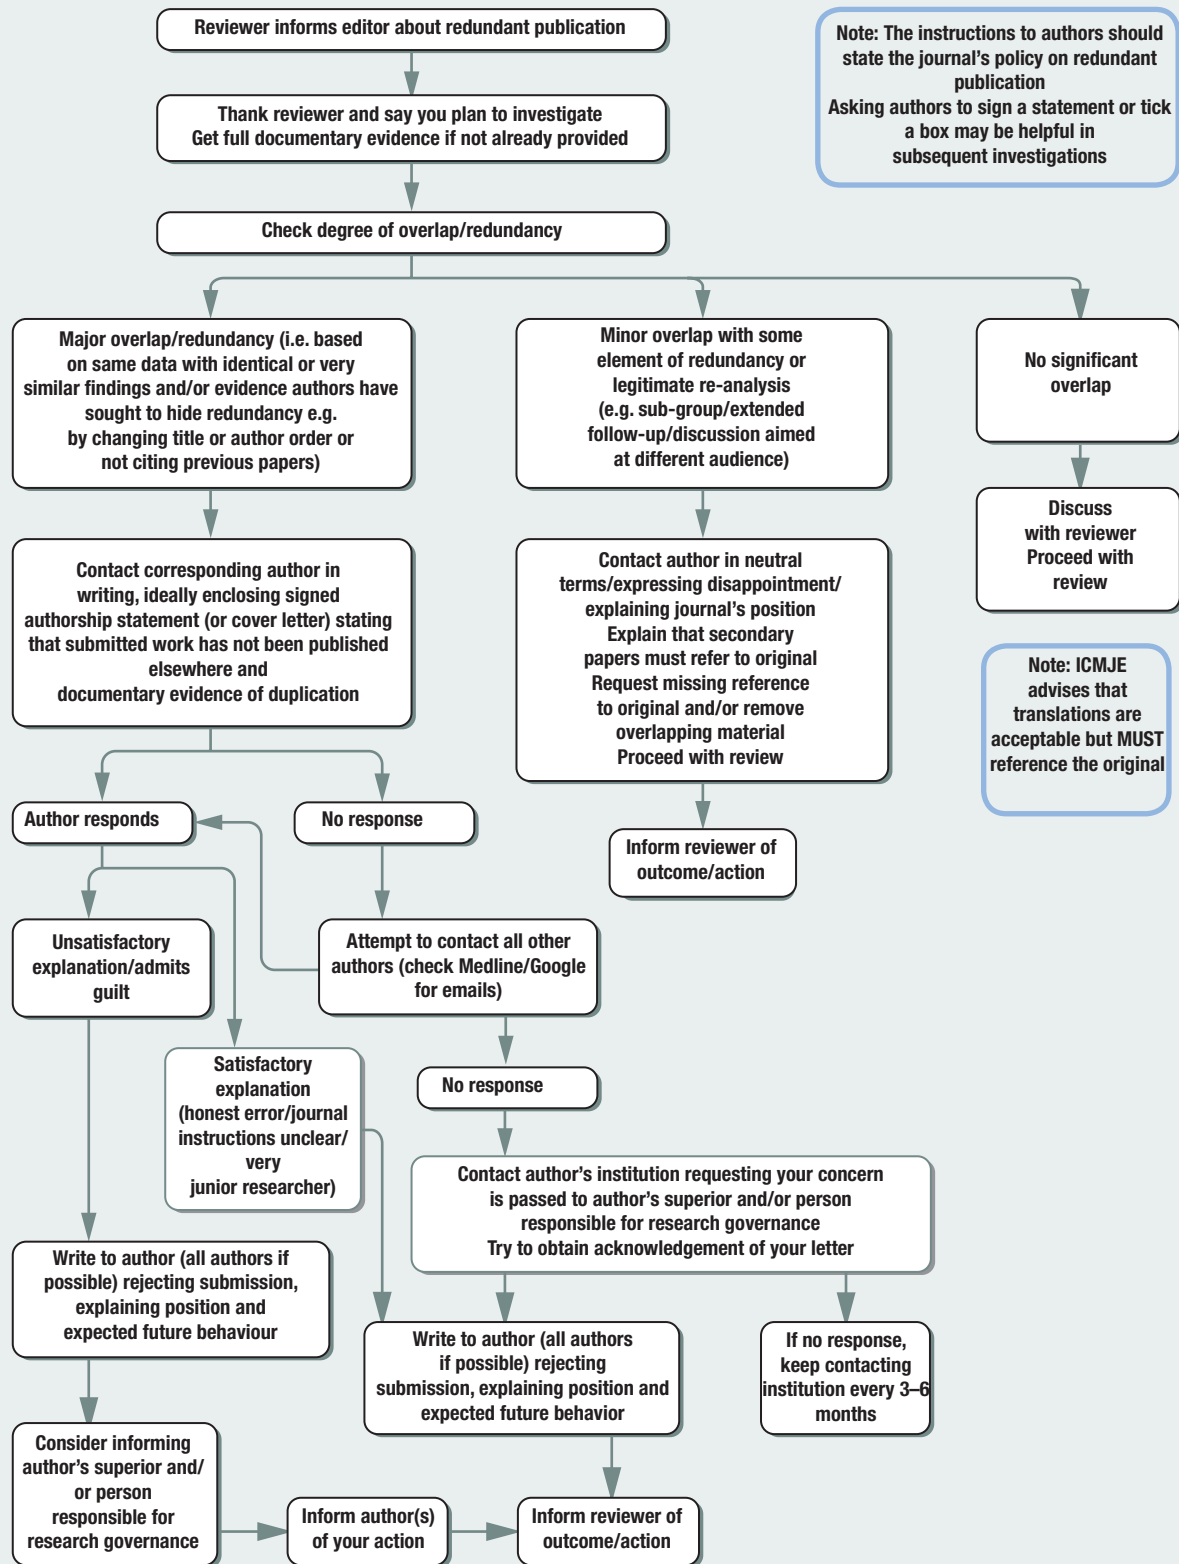 Reviewer informs editor about redundant publication
Note: The instructions to authors should
state the journal's policy on redundant
publication
Asking authors to sign a statement or tick
a box may be helpful in
subsequent investigations
Thank reviewer and say you plan to investigate
Get full documentary evidence if not already provided
Check degree of overlap/redundancy
Major overlap/redundancy (i.e. based
on same data with identical or very
similar findings and/or evidence authors have
sought to hide redundancy e.g.
by changing title or author order or
not citing previous papers)
Minor overlap with some
element of redundancy or
legitimate re-analysis
(e.g. sub-group/extended
follow-up/discussion aimed
at different audience)
No significant
overlap
Contact corresponding author in
writing, ideally enclosing signed
authorship statement (or cover letter) stating
that submitted work has not been published
elsewhere and
documentary evidence of duplication
Contact author in neutral
terms/expressing disappointment/
explaining journal's position
Explain that secondary
papers must refer to original
Request missing reference
to original and/or remove
overlapping material
Proceed with review
Discuss
with reviewer
Proceed with
review
Note: ICMJE
advises that
translations are
acceptable but MUST
reference the original
Author responds
No response
Inform reviewer of
outcome/action
Unsatisfactory
explanation/admits
guilt
Attempt to contact all other
authors (check Medline/Google
for emails)
Satisfactory
explanation
(honest error/journal
instructions unclear/
very
junior researcher)
No response
Contact author's institution requesting your concern
is passed to author's superior and/or person
responsible for research governance
Try to obtain acknowledgement of your letter
Write to author (all authors if
possible) rejecting submission,
explaining position and
expected future behaviour
Write to author (all authors
if possible) rejecting
submission, explaining position and
expected future behavior
If no response,
keep contacting
institution every 3–6
months
Consider informing
author's superior and/
or person
responsible for
research governance
Inform author(s)
of your action
Inform reviewer of
outcome/action